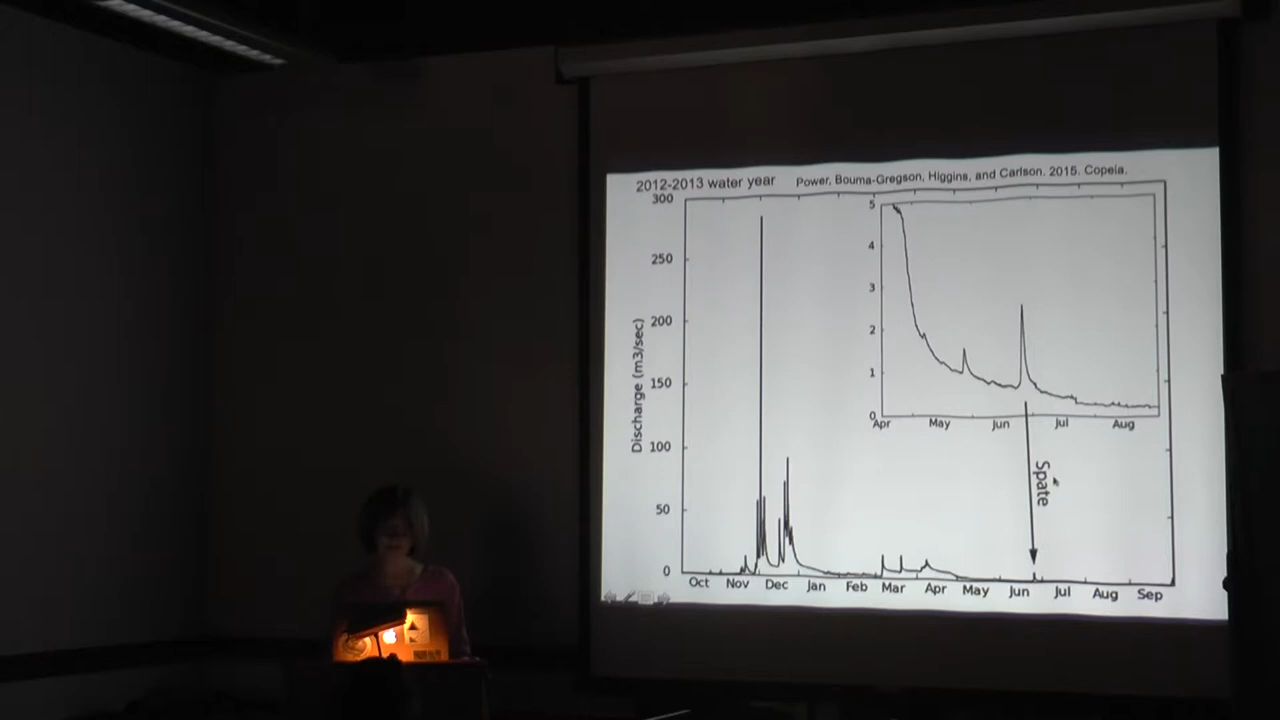 2012-2013 water year
Power, Bouma-Gregson, Higgins, and Carlson. 2015. Copeia.
300
250
200
150
100
50
0
Discharge (m3/sec)
5
4
3
2
1
0
Apr May Jun Jul Aug
Spate
Oct Nov Dec Jan Feb Mar Apr May Jun Jul Aug Sep